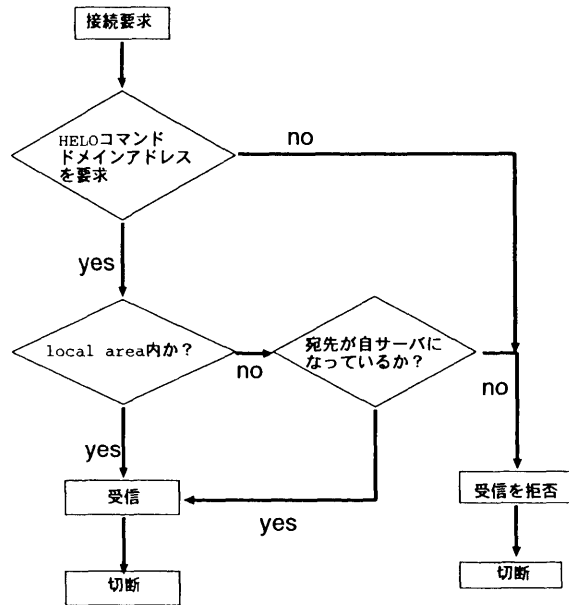 接続要求
HELOコマンド
ドメインアドレス
を要求
no
yes
local area内か？
no
宛先が自サーバに
なっているか？
no
yes
受信
yes
受信を拒否
切断
切断